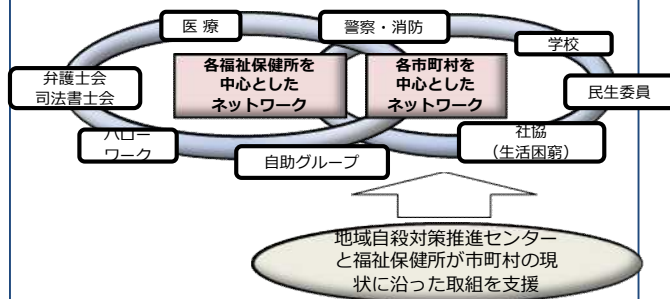 医 療
警察・消防
学校
弁護士会
司法書士会
各福祉保健所を
中心とした
ネットワーク
各市町村を
中心とした
ネットワーク
民生委員
ハロー
ワーク
自助グループ
社協
（生活困窮）
地域自殺対策推進センター
と福祉保健所が市町村の現
状に沿った取組を支援